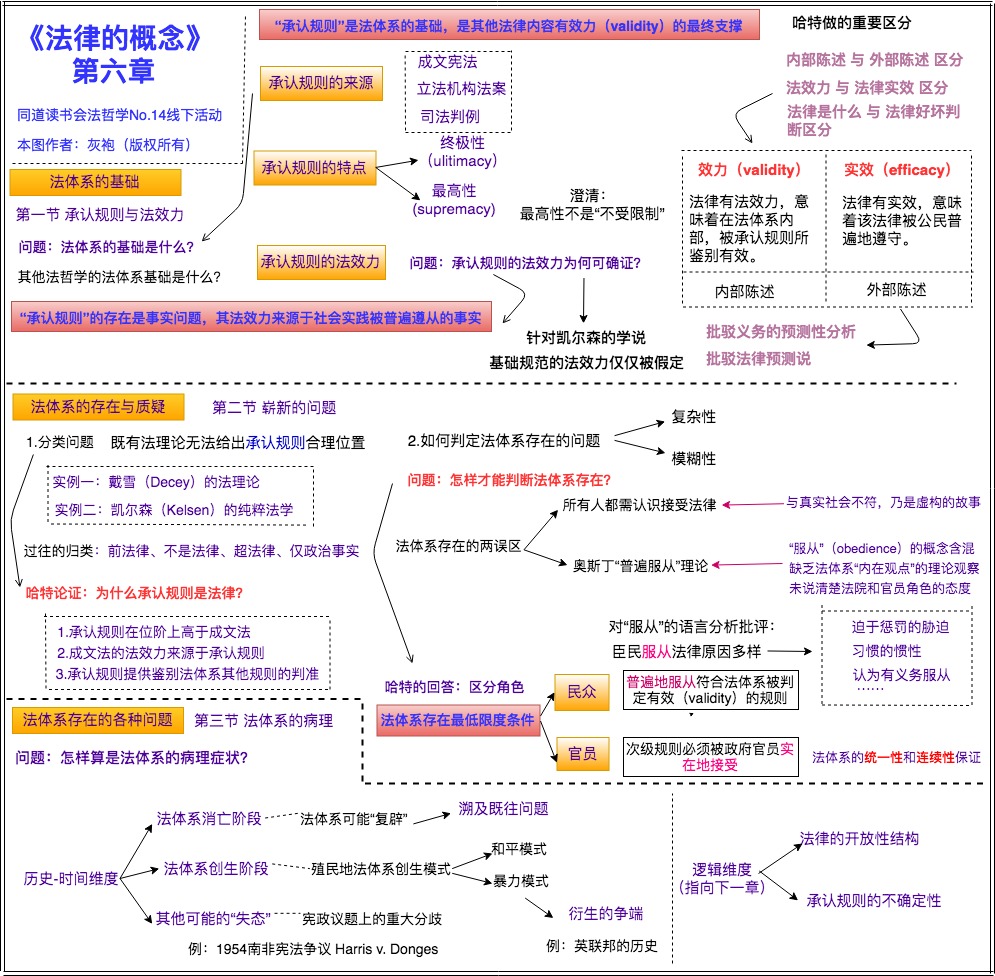 《法律的概念》
第六章
同道读书会法哲学No.14线下活动
本图作者：灰袍（版权所有）
“承认规则”是法体系的基础，是其他法律内容有效力（validity）的最终支撑
承认规则的来源
成文宪法
立法机构法案
司法判例
承认规则的特点
终极性
（ulitimacy）
最高性
(supremacy)
澄清：
最高性不是“不受限制”
承认规则的法效力
问题：承认规则的法效力为何可确证？
针对凯尔森的学说
基础规范的法效力仅仅被假定
法体系的基础
第一节 承认规则与法效力
问题：法体系的基础是什么？
其他法哲学的法体系基础是什么？
“承认规则”的存在是事实问题，其法效力来源于社会实践被普遍遵从的事实
哈特做的重要区分
内部陈述 与 外部陈述 区分
法效力 与 法律实效 区分
法律是什么 与 法律好坏判
断区分
效力（validity）
实效（efficacy）
法律有法效力，意
味着在法体系内
部，被承认规则所
鉴别有效。
法律有实效，意味
着该法律被公民普
遍地遵守。
内部陈述
外部陈述
批驳义务的预测性分析
批驳法律预测说
法体系的存在与质疑
第二节 崭新的问题
1.分类问题
既有法理论无法给出承认规则合理位置
实例一：戴雪（Decey）的法理论
实例二：凯尔森（Kelsen）的纯粹法学
过往的归类：前法律、不是法律、超法律、仅政治事实
哈特论证：为什么承认规则是法律？
1.承认规则在位阶上高于成文法
2.成文法的法效力来源于承认规则
3.承认规则提供鉴别法体系其他规则的判准
2.如何判定法体系存在的问题
复杂性
模糊性
问题：怎样才能判断法体系存在？
法体系存在的两误区
所有人都需认识接受法律
与真实社会不符，乃是虚构的故事
奥斯丁“普遍服从”理论
“服从”（obedience）的概念含混
缺乏法体系“内在观点”的理论观察
未说清楚法院和官员角色的态度
对“服从”的语言分析批评：
臣民服从法律原因多样
迫于惩罚的胁迫
习惯的惯性
认为有义务服从
……
哈特的回答：区分角色
法体系存在最低限度条件
民众
普遍地服从符合法体系被判
定有效（validity）的规则
官员
次级规则必须被政府官员实
在地接受
法体系的统一性和连续性保证
法体系存在的各种问题
第三节 法体系的病理
问题：怎样算是法体系的病理症状？
历史-时间维度
法体系消亡阶段
法体系可能“复辟”
溯及既往问题
法体系创生阶段
殖民地法体系创生模式
和平模式
暴力模式
其他可能的“失态”
宪政议题上的重大分歧
衍生的争端
例：1954南非宪法争议 Harris v. Donges
例：英联邦的历史
逻辑维度
（指向下一章）
法律的开放性结构
承认规则的不确定性